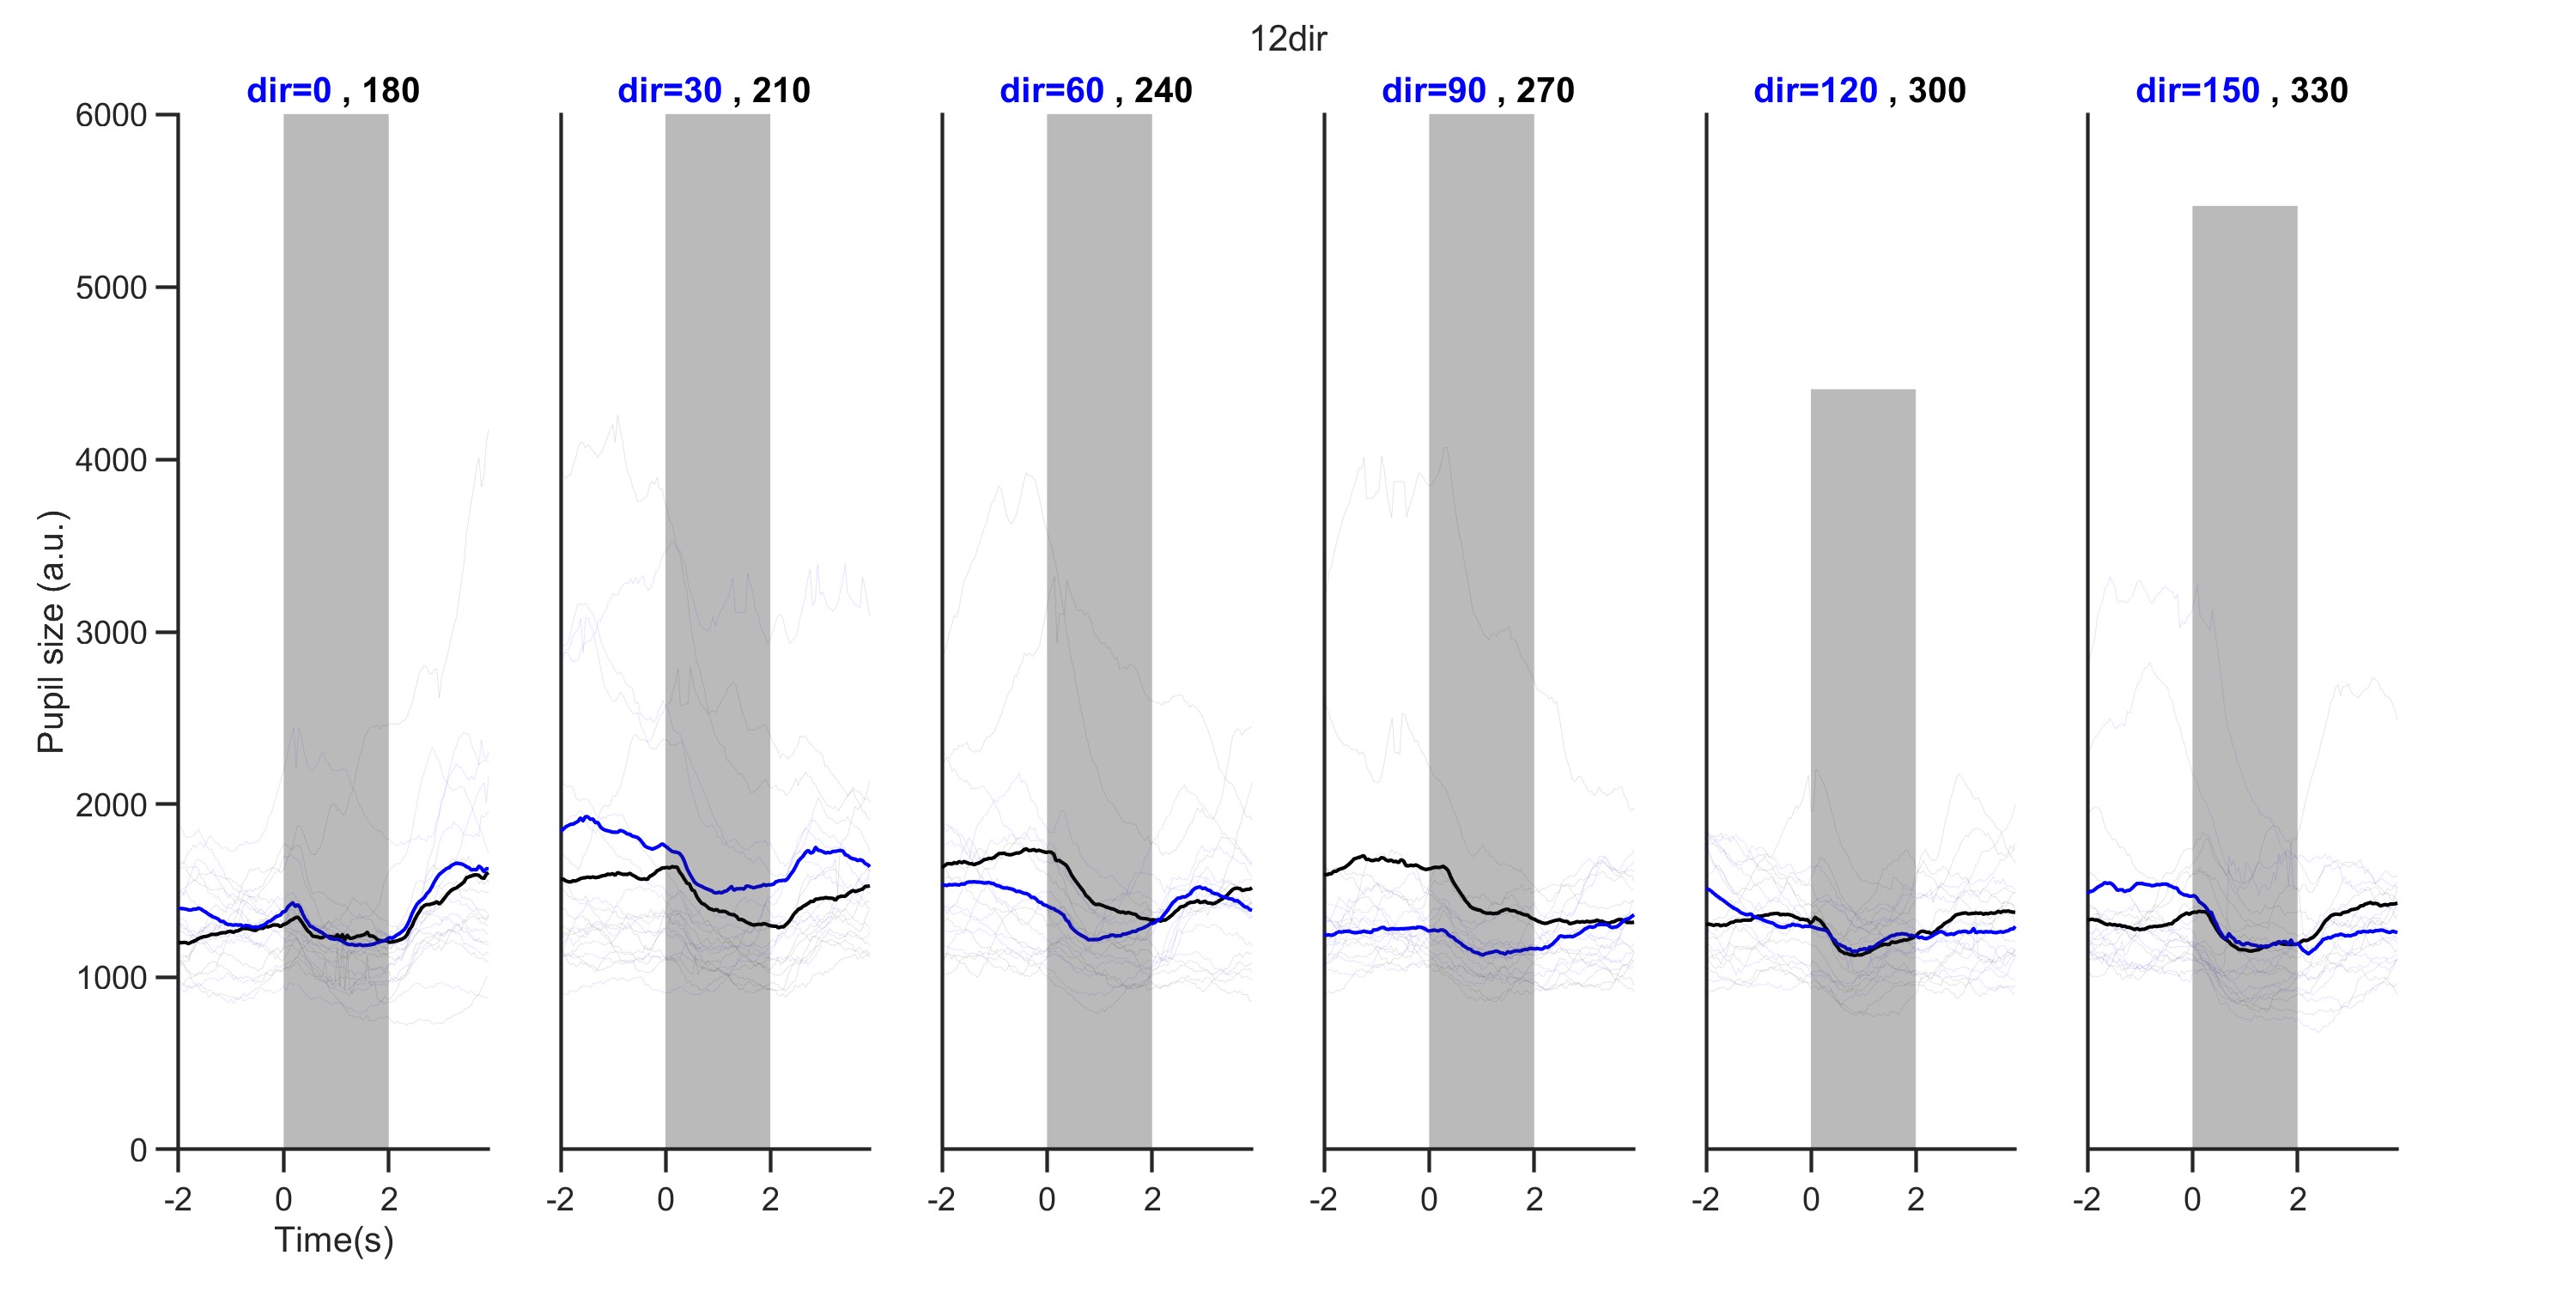 12dir
dir=0 , 180
dir=30 , 210
dir=60 , 240
dir=90 , 270
dir=120 , 300
dir=150 , 330
6000
5000
4000
3000
2000
1000
0
Pupil size (a.u.)
-2 0 2
-2 0 2
-2 0 2
-2 0 2
-2 0 2
-2 0 2
Time(s)